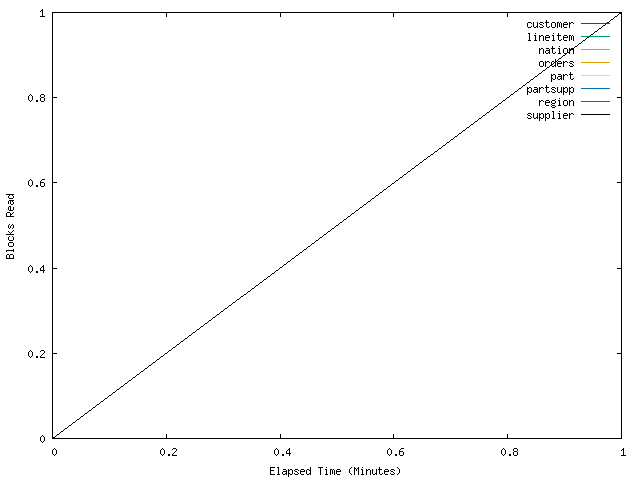 1
0.8
0.6
0.4
0.2
0
0 0.2 0.4 0.6 0.8 1
Blocks Read
Elapsed Time (Minutes)
customer
lineitem
nation
orders
part
partsupp
region
supplier